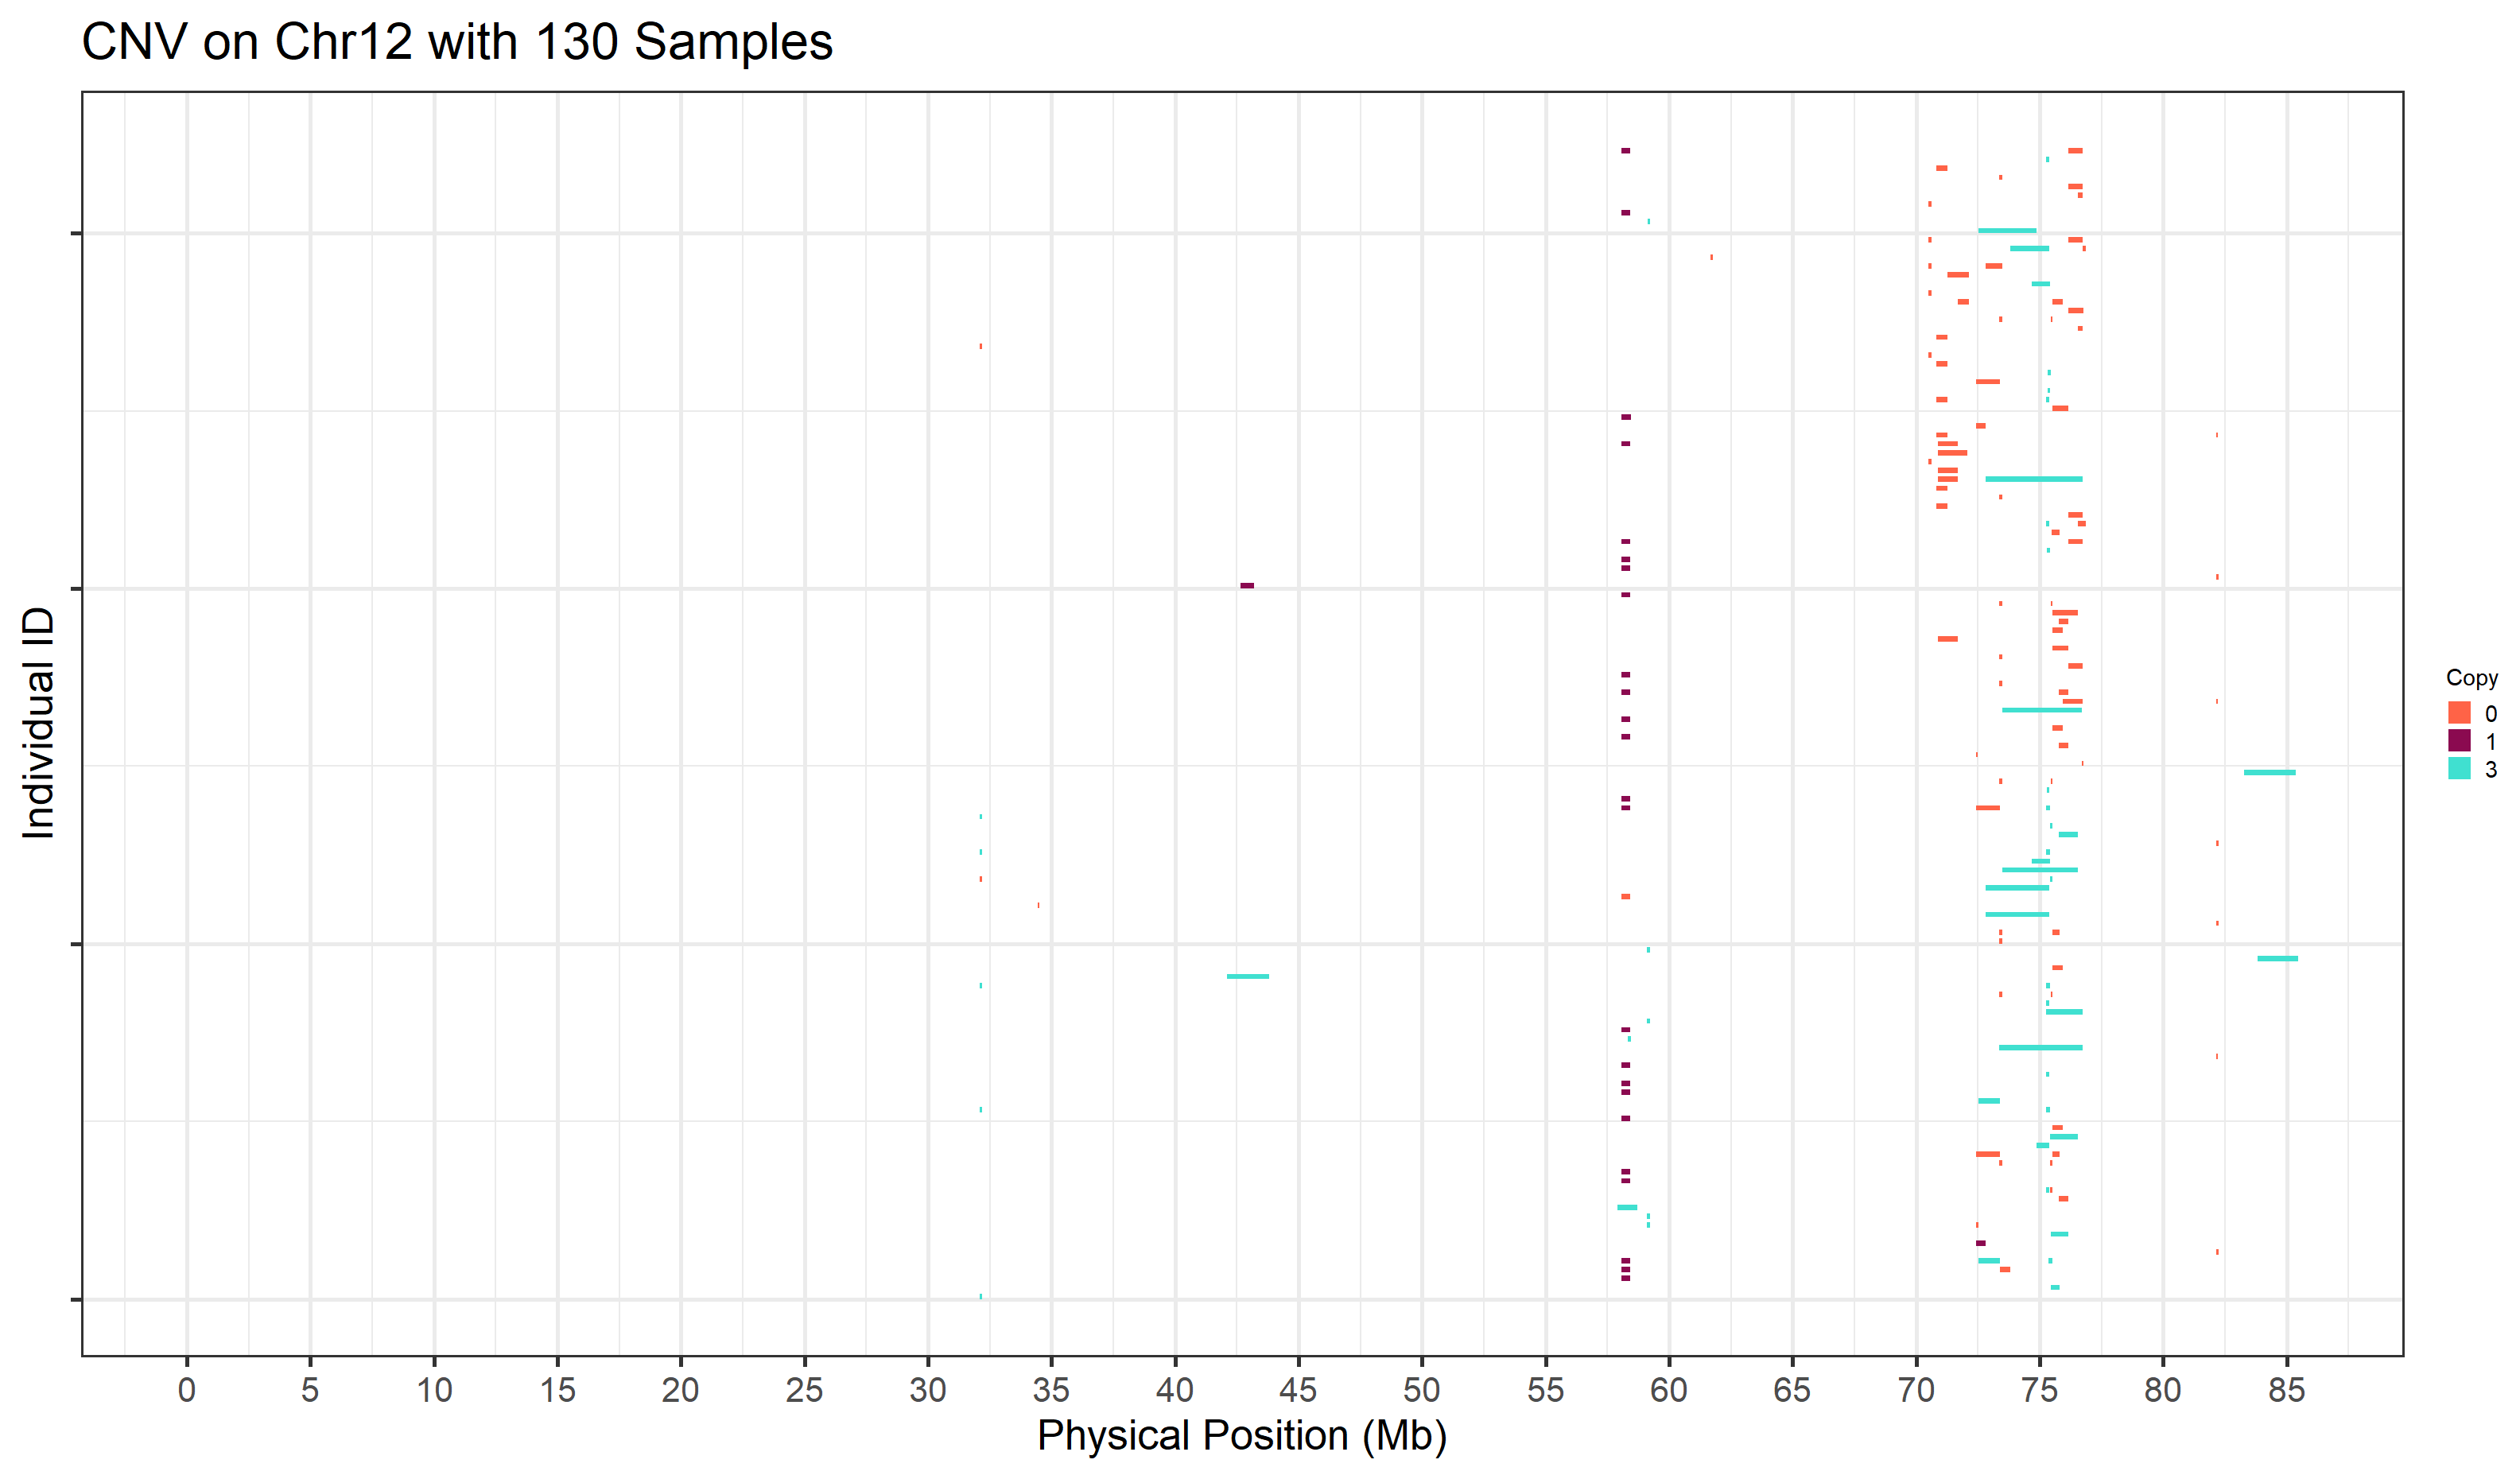 CNV on Chr12 with 130 Samples
Individual ID
Copy
0
1
3
0 5 10 15 20 25 30 35 40 45 50 55 60 65 70 75 80 85
Physical Position (Mb)